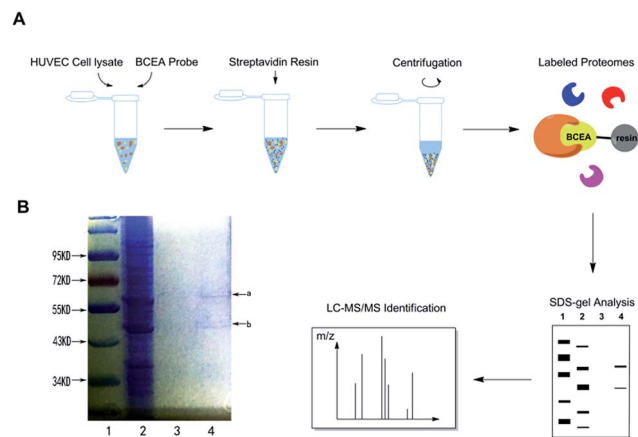 A
HUVEC Cell lysate BCEA Probe
Streptavidin Resin
Centrifugation
Labeled Proteomes
BCEA
resin
B
95KD
72KD
55KD
43KD
34KD
a
b
1 2 3 4
LC-MS/MS Identification
m/z
SDS-gel Analysis
1 2 3 4